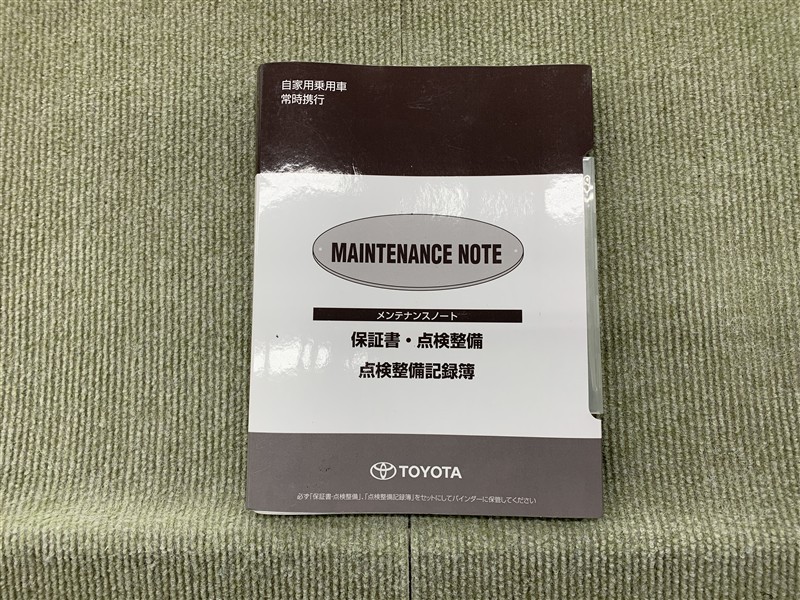 自家用乗用車
常時携行
MAINTENANCE NOTE
メンテナンスノート
保証書・点検整備
点検整備記録簿
TOYOTA
必ず「保証書・点検整備」、「点検整備記録簿」をセットにしてバインダーに保管してください